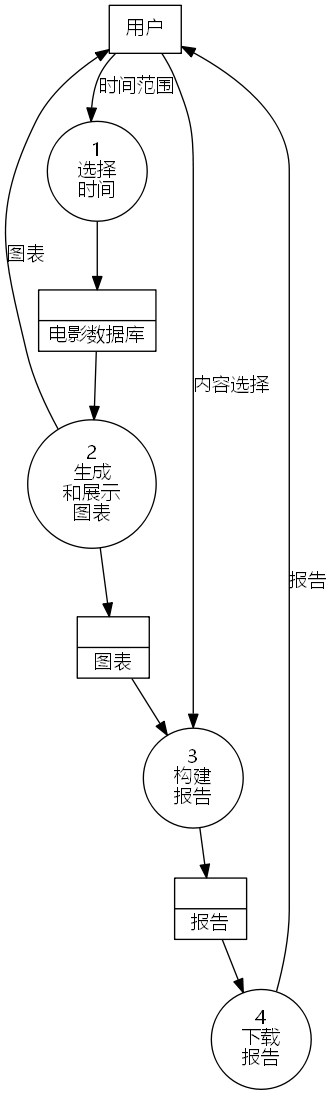 用户
时间范围
1
选择
时间
图表
电影数据库
内容选择
2
生成
和展示
图表
报告
图表
3
构建
报告
报告
4
下载
报告